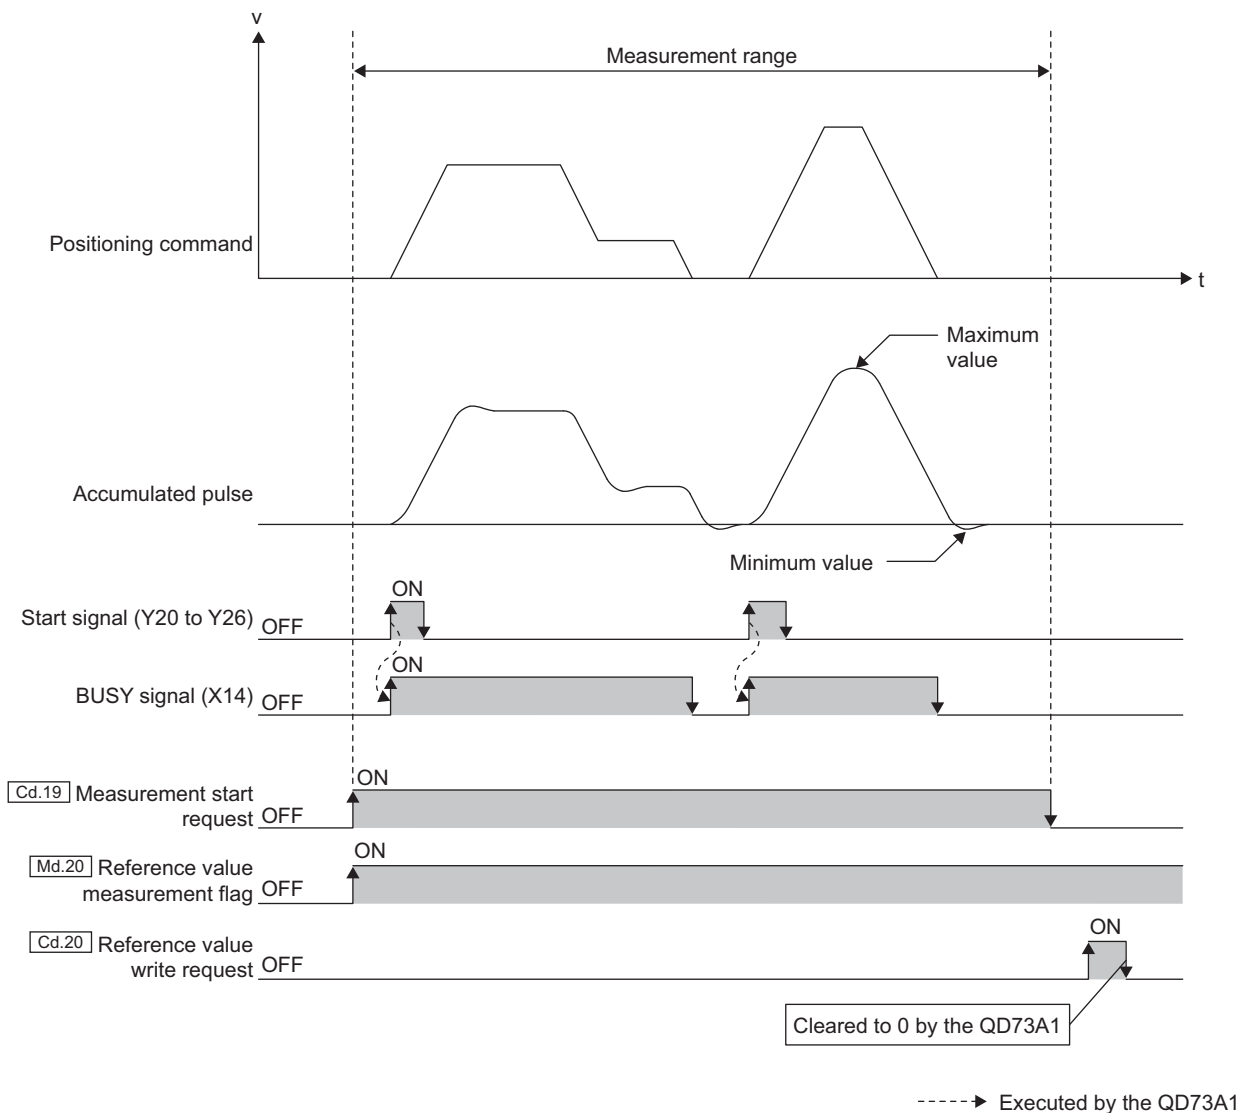 v
Measurement range
Positioning command
t
Maximum
value
Accumulated pulse
Minimum value
ON
Start signal (Y20 to Y26) OFF
ON
BUSY signal (X14) OFF
ON
Cd.19 Measurement start
request OFF
ON
Md.20 Reference value
measurement flag OFF
ON
Cd.20 Reference value
write request OFF
Cleared to 0 by the QD73A1
Executed by the QD73A1